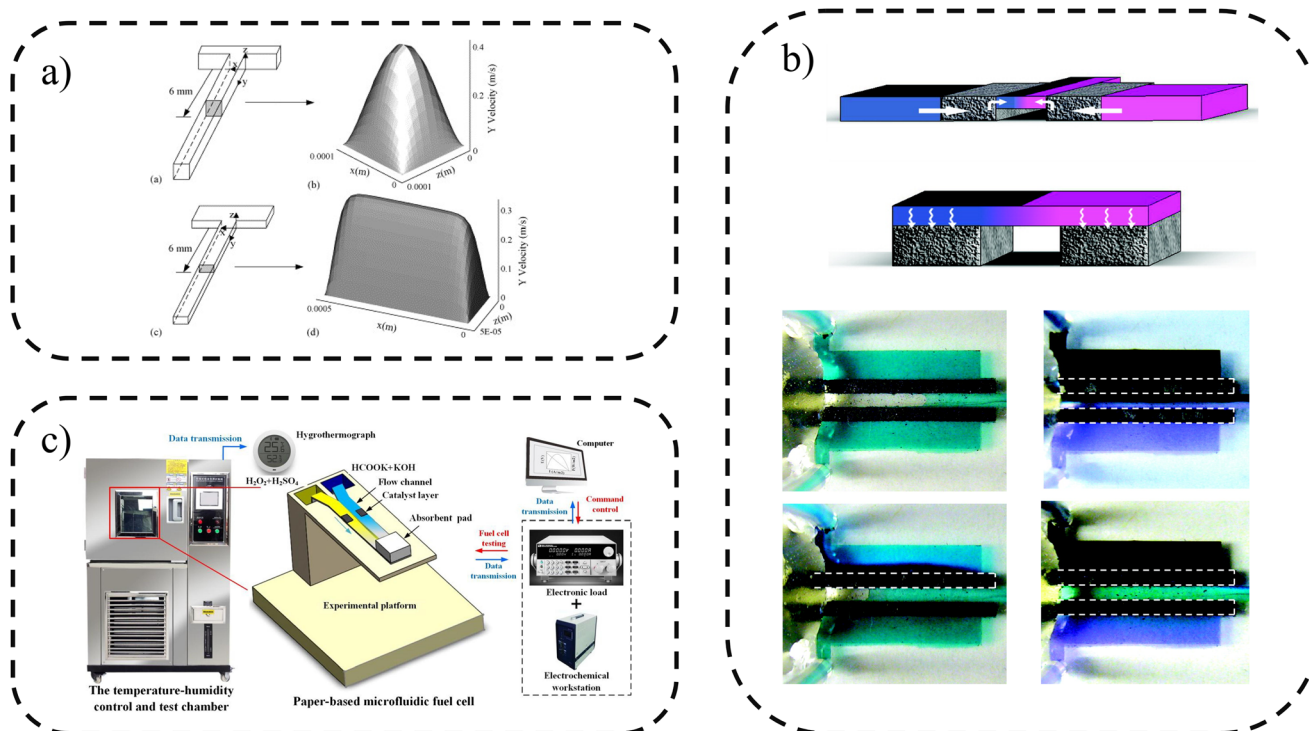 a)
6 mm
z
x
y
(a)
(b)
0.0001
x(m)
0
0.0001
z(m)
0
0
0.2
0.4
Y Velocity (m/s)
6 mm
z
y
(c)
(d)
0.0005
x(m)
0
5E-05
z(m)
0
0
0.1
0.2
0.3
Y Velocity (m/s)
b)
c)
Data transmission
Hygrothermograph
H₂O₂+H₂SO₄
HCOOK+KOH
Flow channel
Catalyst layer
Absorbent pad
Experimental platform
The temperature-humidity
control and test chamber
Paper-based microfluidic fuel cell
Computer
Data
transmission
Command
control
Fuel cell
testing
Data
transmission
Electronic load
+
Electrochemical
workstation